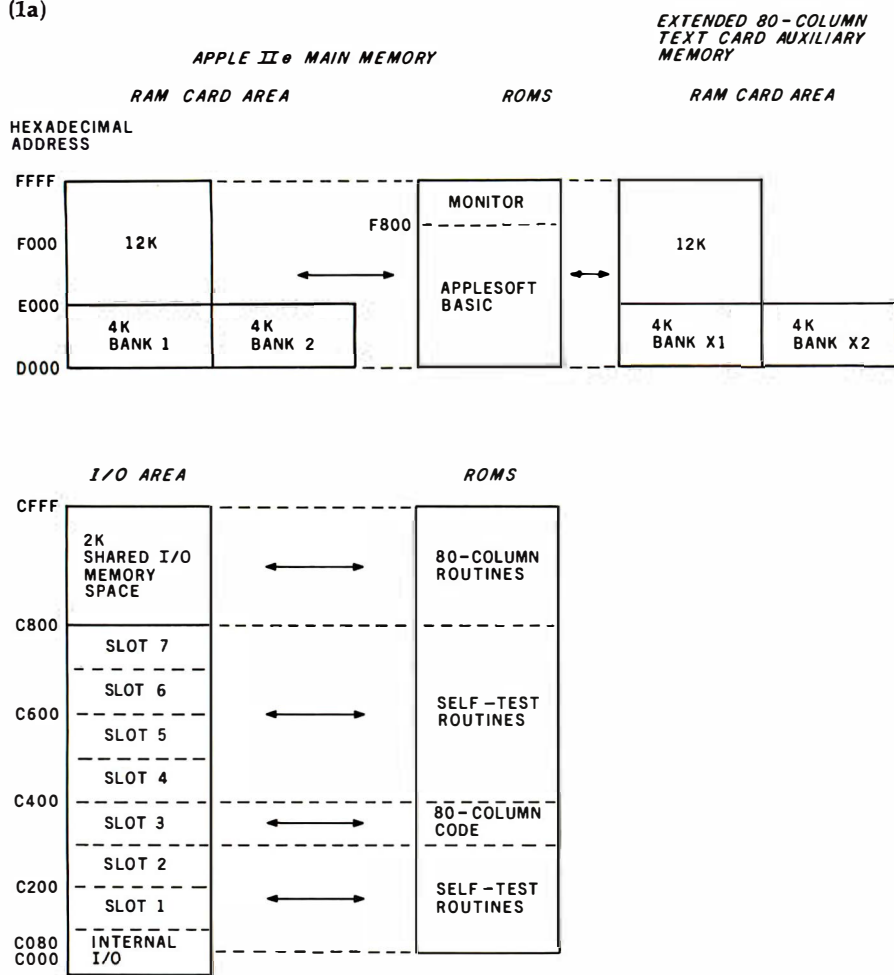 (1a)
EXTENDED 80-COLUMN
TEXT CARD AUXILIARY
MEMORY
APPLE IIe MAIN MEMORY
RAM CARD AREA
ROMS
RAM CARD AREA
HEXADECIMAL
ADDRESS
FFFF
MONITOR
F800
F000
12K
12K
APPLESOFT
BASIC
E000
4K
BANK 1
4K
BANK 2
4K
BANK X1
4K
BANK X2
D000
I/O AREA
ROMS
CFFF
2K
SHARED I/O
MEMORY
SPACE
80-COLUMN
ROUTINES
C800
SLOT 7
SLOT 6
C600
SELF-TEST
ROUTINES
SLOT 5
SLOT 4
C400
SLOT 3
80-COLUMN
CODE
SLOT 2
C200
SELF-TEST
ROUTINES
SLOT 1
C080
C000
INTERNAL
I/O